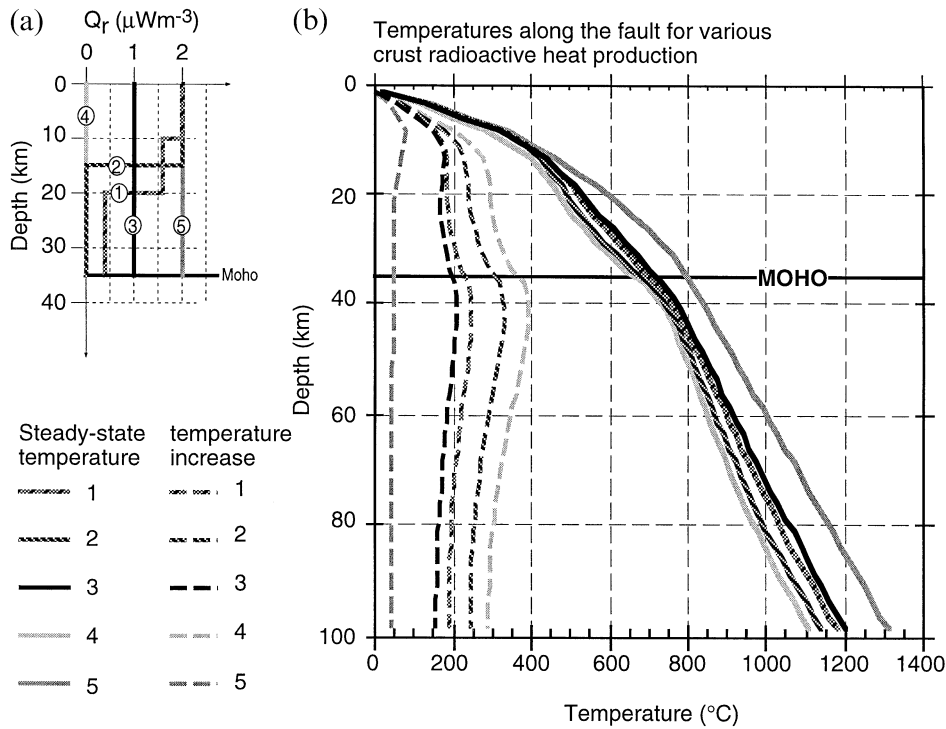 (a)
Qr (µWm-3)
0 1 2
0
10
20
30
40
Depth (km)
4
2
1
3
5
Moho
Steady-state
temperature
temperature
increase
1 1
2 2
3 3
4 4
5 5
(b)
Temperatures along the fault for various
crust radioactive heat production
0
20
40
60
80
100
Depth (km)
MOHO
0 200 400 600 800 1000 1200 1400
Temperature (°C)